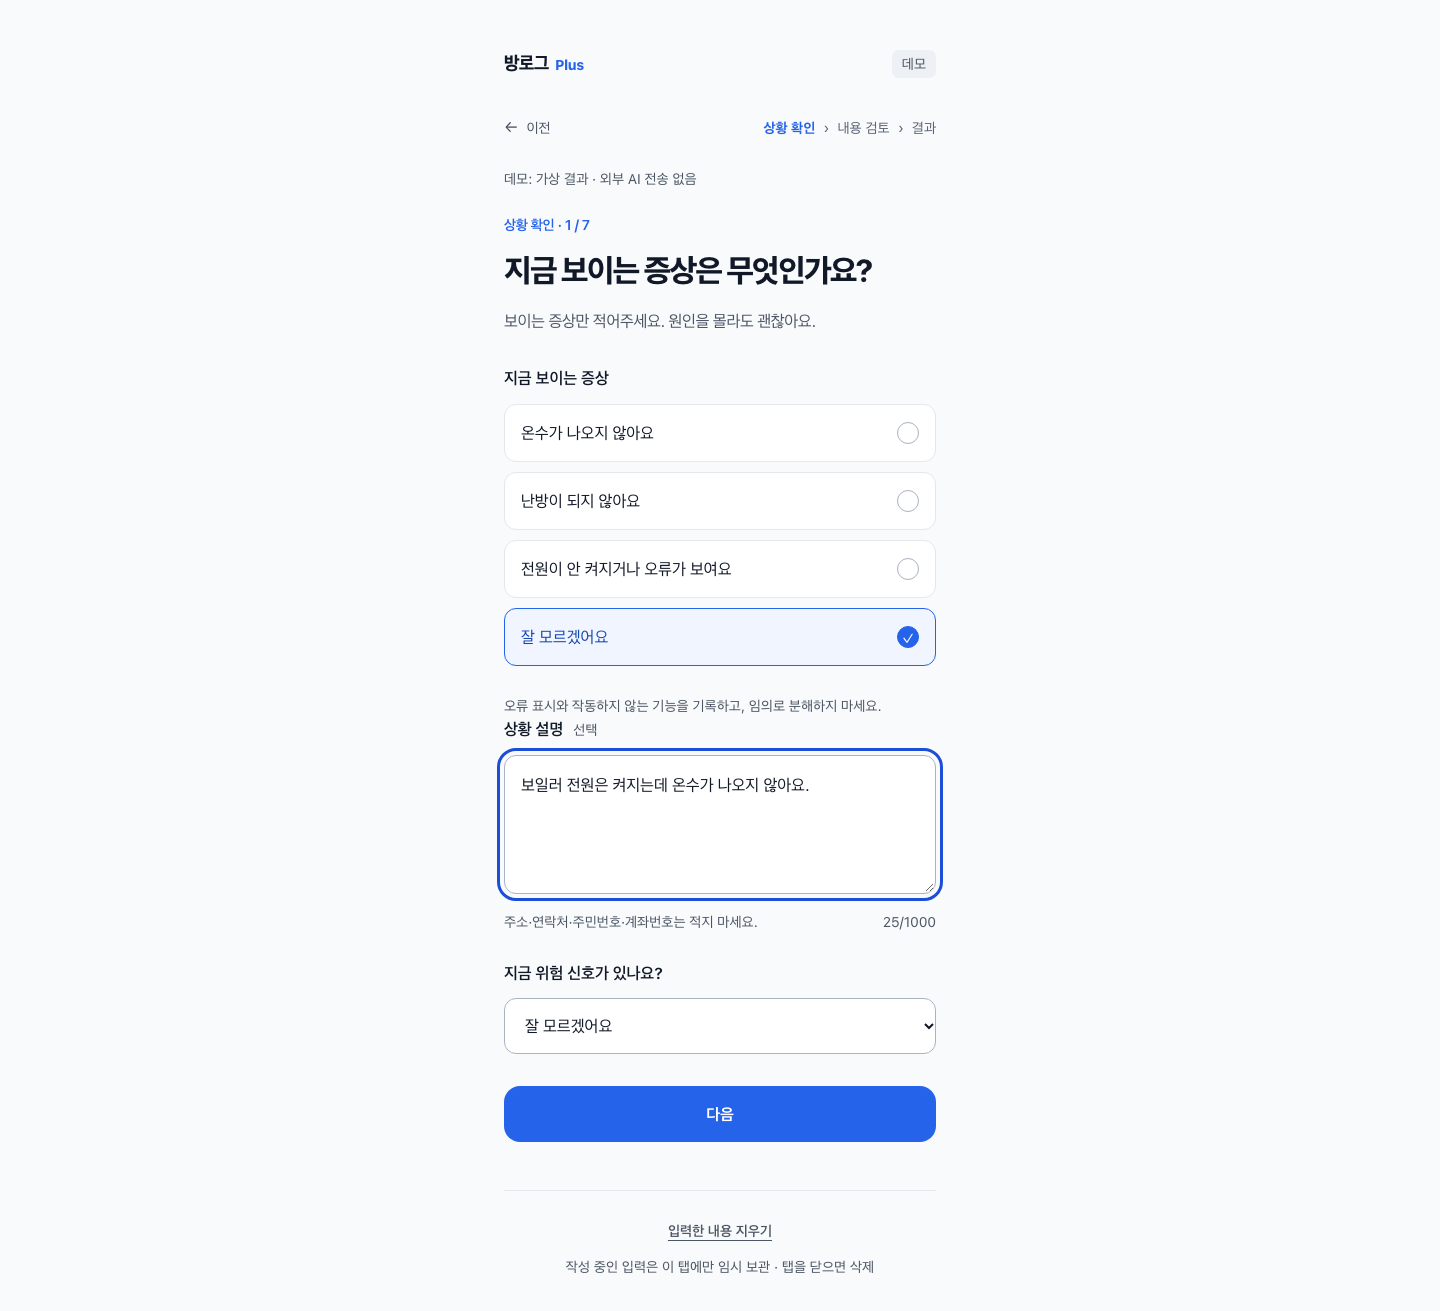 방로그 Plus
데모
← 이전
상황 확인 › 내용 검토 › 결과
데모: 가상 결과 · 외부 AI 전송 없음
상황 확인 · 1 / 7
지금 보이는 증상은 무엇인가요?
보이는 증상만 적어주세요. 원인을 몰라도 괜찮아요.
지금 보이는 증상
온수가 나오지 않아요
난방이 되지 않아요
전원이 안 켜지거나 오류가 보여요
잘 모르겠어요
오류 표시와 작동하지 않는 기능을 기록하고, 임의로 분해하지 마세요.
상황 설명 선택
보일러 전원은 켜지는데 온수가 나오지 않아요.
주소·연락처·주민번호·계좌번호는 적지 마세요.
25/1000
지금 위험 신호가 있나요?
잘 모르겠어요
다음
입력한 내용 지우기
작성 중인 입력은 이 탭에만 임시 보관 · 탭을 닫으면 삭제